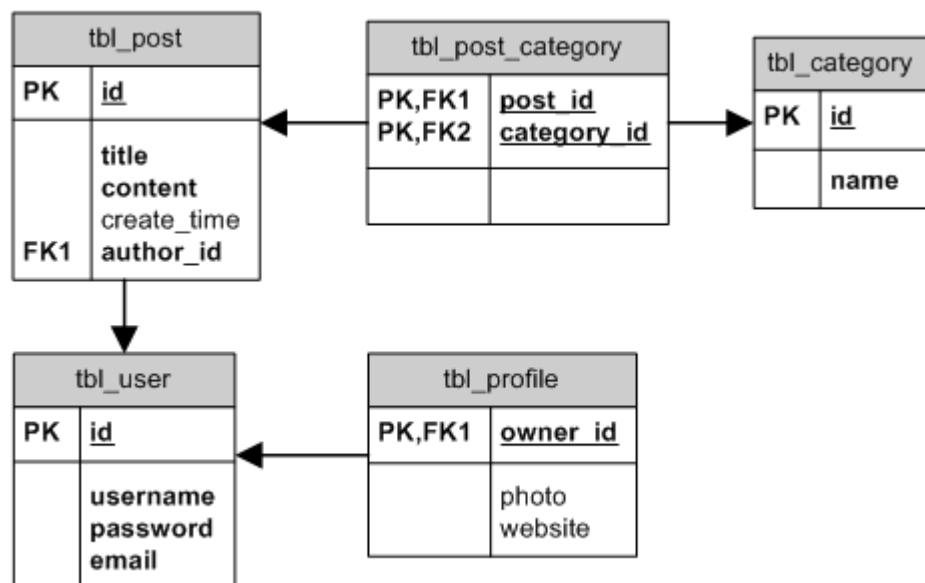 tbl_post
PK id
title
content
create_time
FK1 author_id
tbl_post_category
PK,FK1 post_id
PK,FK2 category_id
tbl_category
PK id
name
tbl_user
PK id
username
password
email
tbl_profile
PK,FK1 owner_id
photo
website